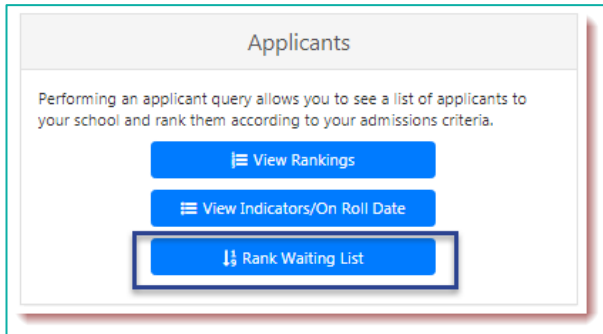 Applicants
Performing an applicant query allows you to see a list of applicants to
your school and rank them according to your admissions criteria.
View Rankings
View Indicators/On Roll Date
Rank Waiting List